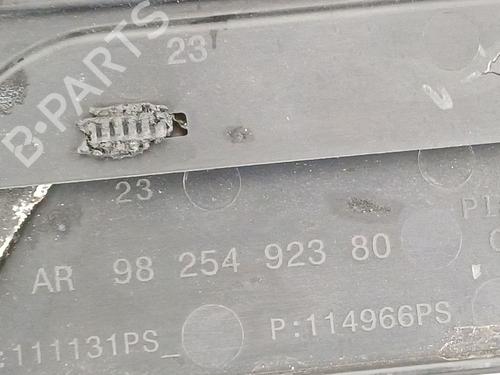 B-PARTS
23
23
AR 98 254 923 80
:111131PS_ P:114966PS